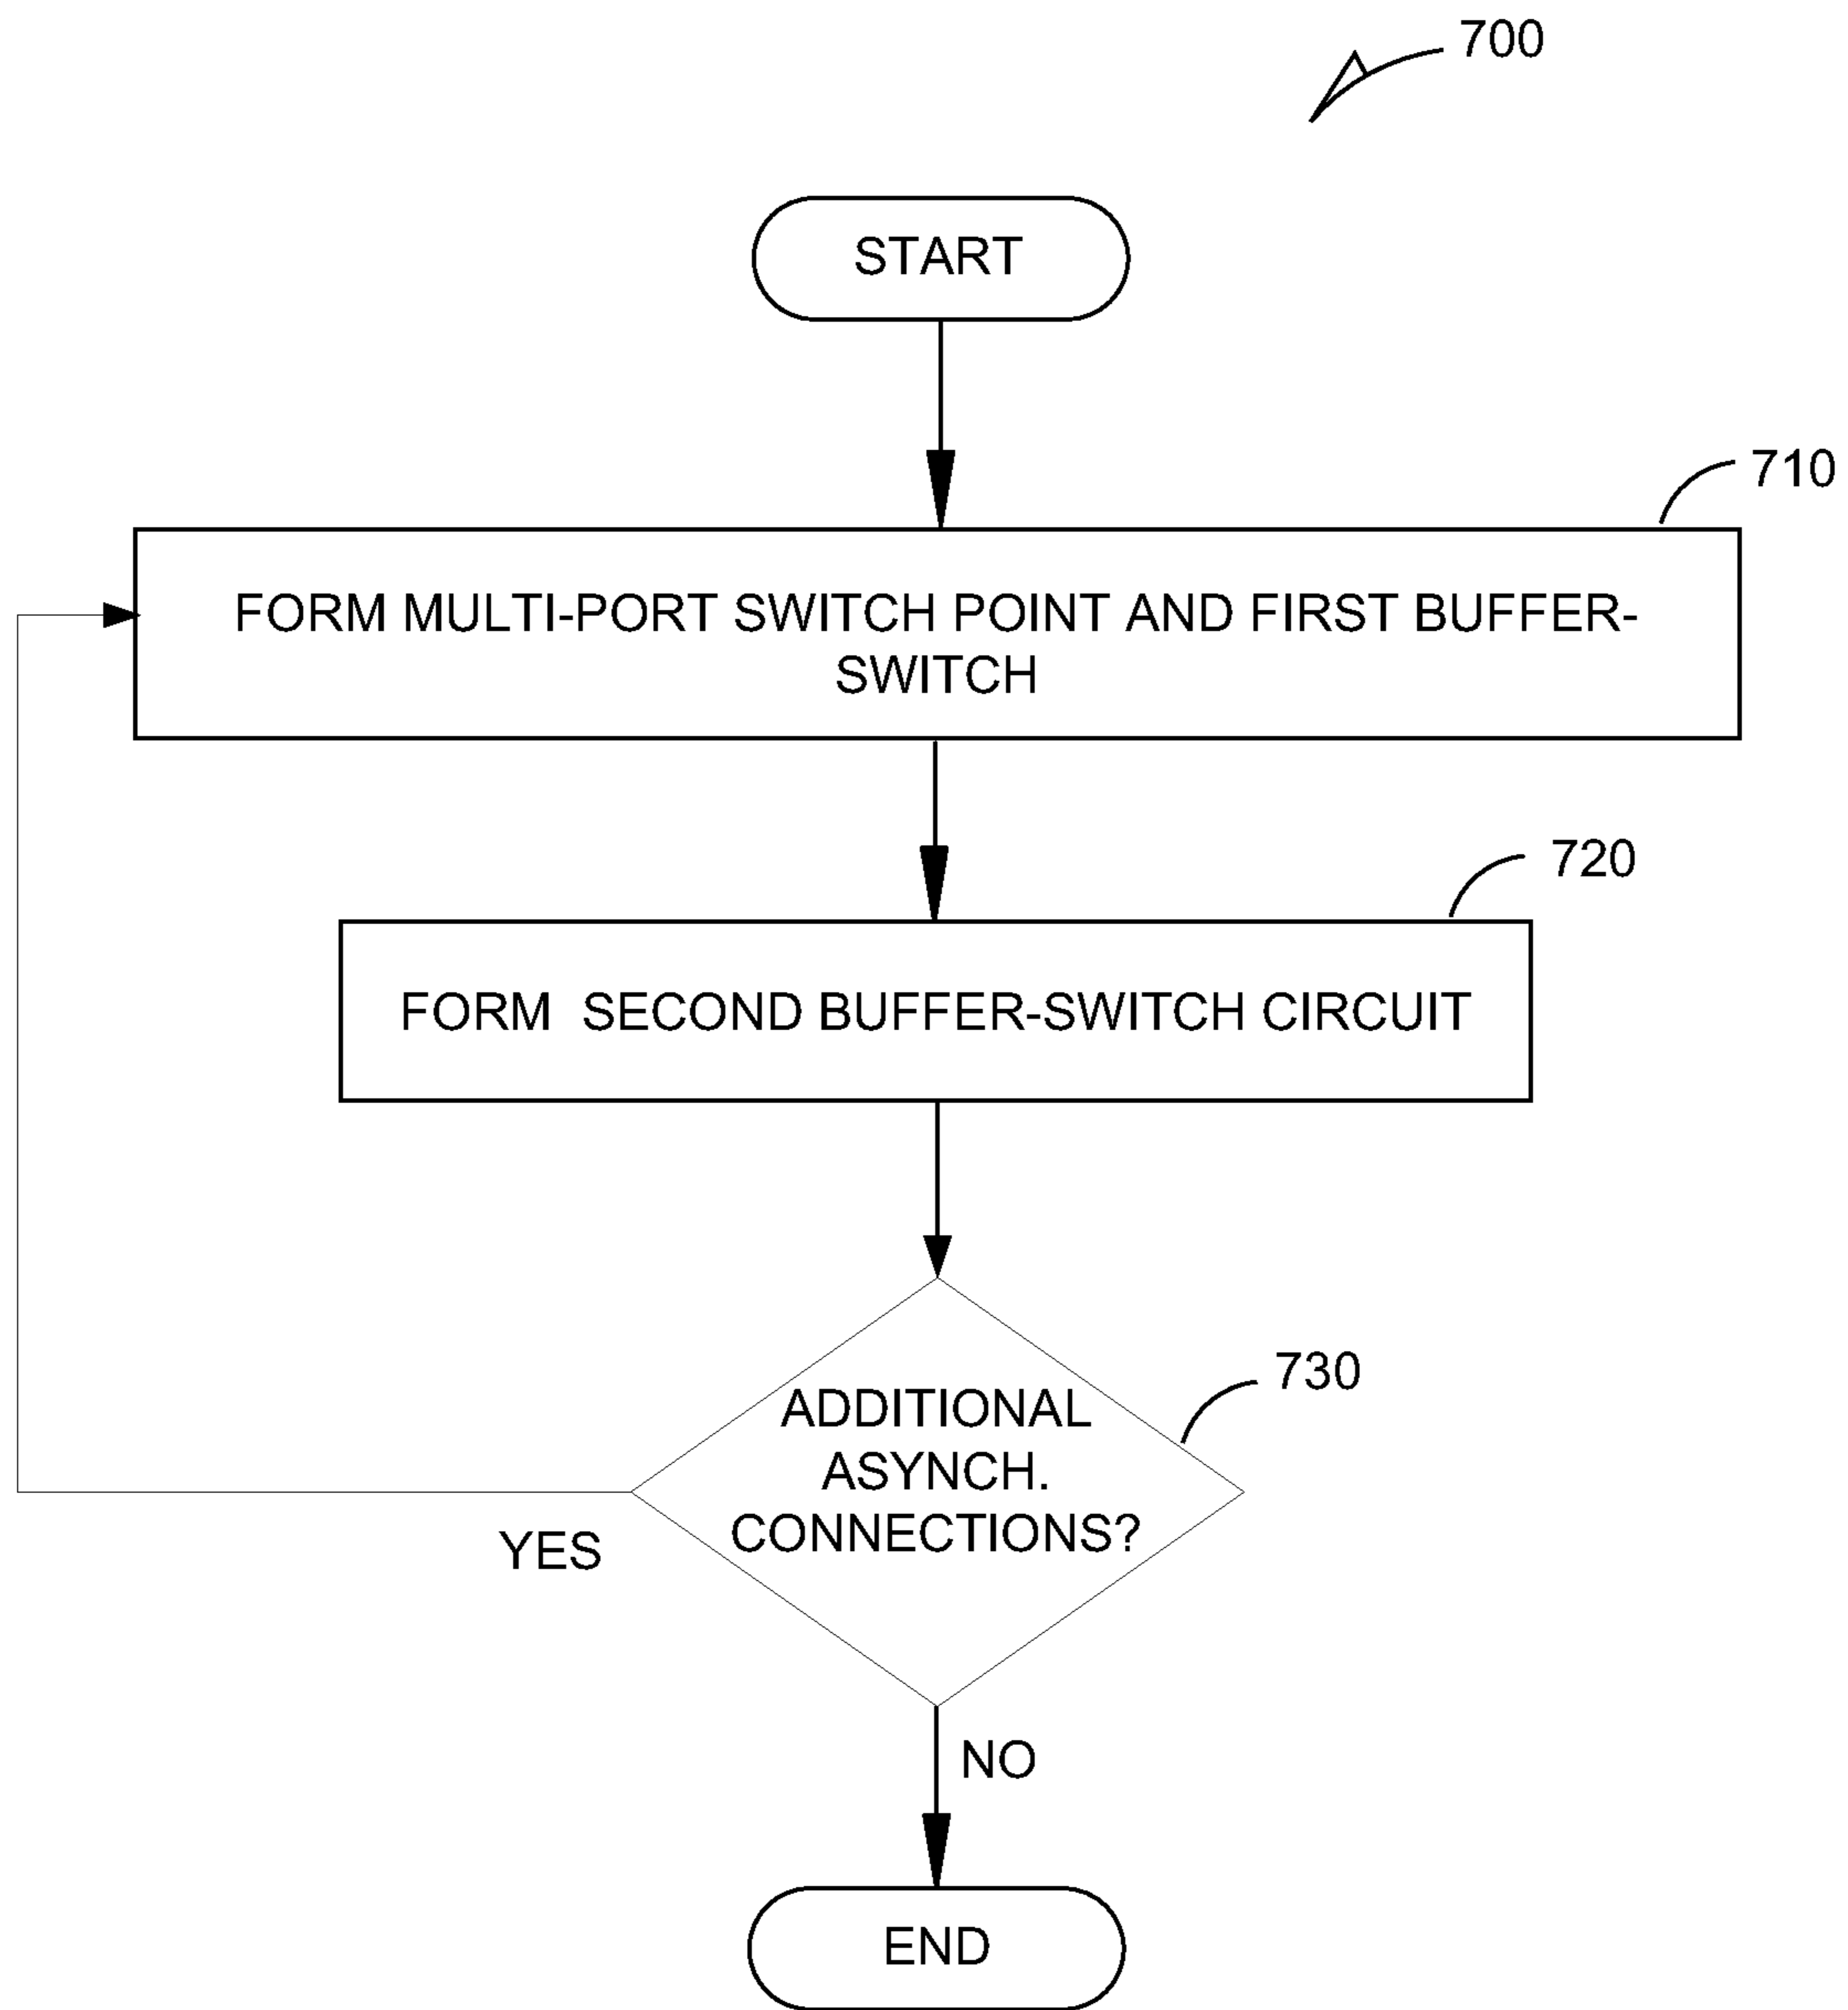 700
START
710
FORM MULTI-PORT SWITCH POINT AND FIRST BUFFER-
SWITCH
720
FORM SECOND BUFFER-SWITCH CIRCUIT
730
ADDITIONAL
ASYNCH.
CONNECTIONS?
YES
NO
END